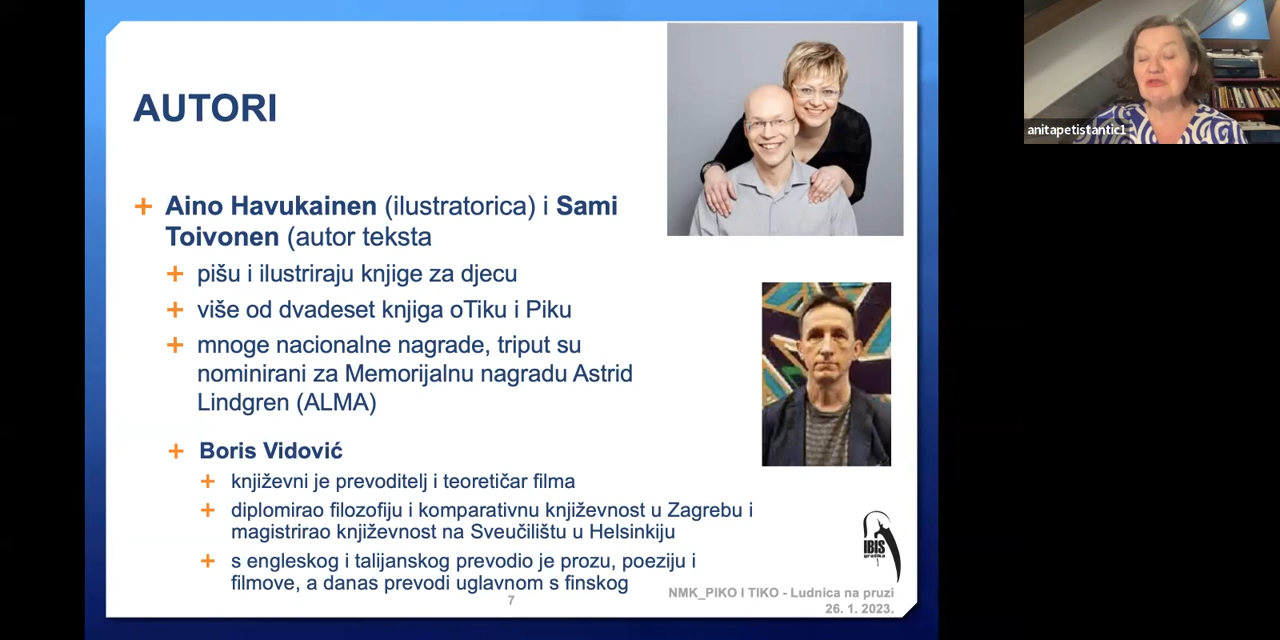 AUTORI
Aino Havukainen (ilustratorica) i Sami
Toivonen (autor teksta
pišu i ilustriraju knjige za djecu
više od dvadeset knjiga oTiku i Piku
mnoge nacionalne nagrade, triput su
nominirani za Memorijalnu nagradu Astrid
Lindgren (ALMA)
Boris Vidović
književni je prevoditelj i teoretičar filma
diplomirao filozofiju i komparativnu književnost u Zagrebu i
magistrirao književnost na Sveučilištu u Helsinkiju
s engleskog i talijanskog prevodio je prozu, poeziju i
filmove, a danas prevodi uglavnom s finskog
7
IBIS
grafika
NMK_PIKO I TIKO - Ludnica na pruzi
26. 1. 2023.
anitapetistantic1